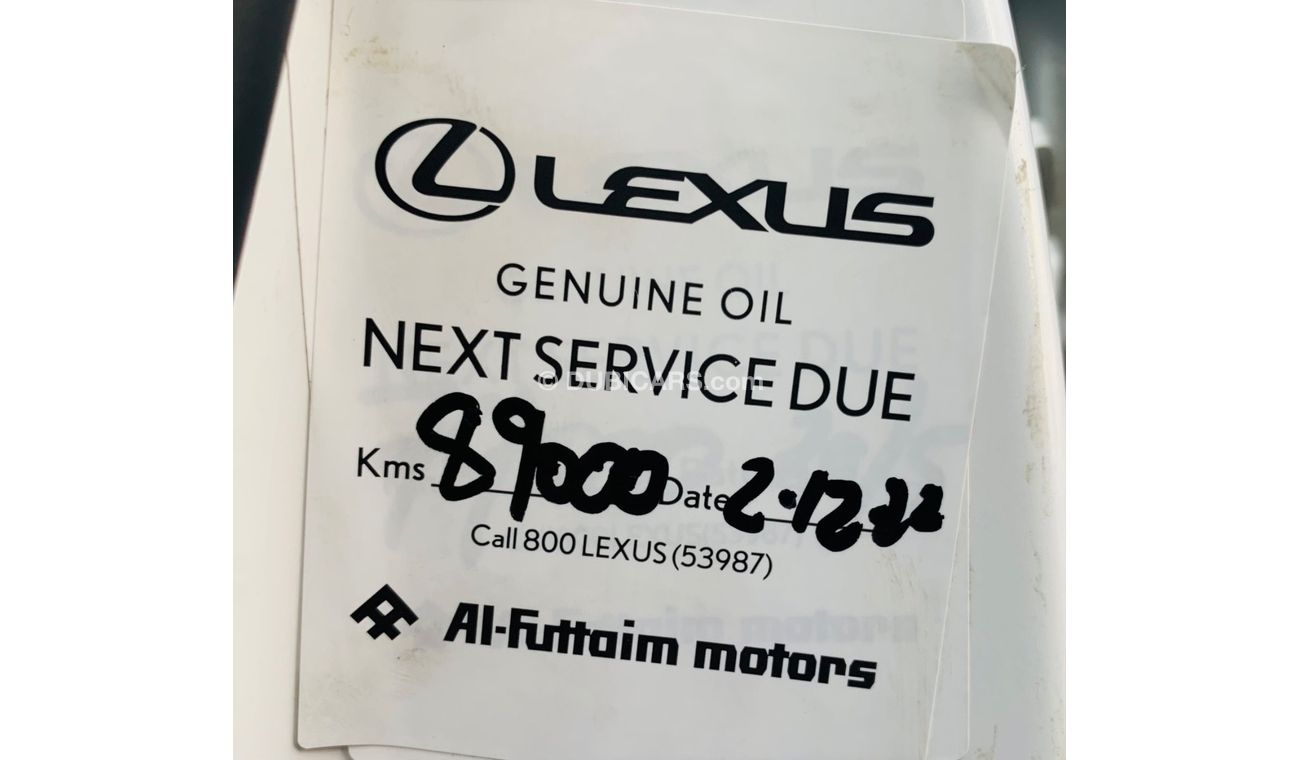 LEXUS
GENUINE OIL
NEXT SERVICE DUE
© DUBICARS.com
Kms 89000 Date 2.12.22
Call 800 LEXUS (53987)
Al-Futtaim motors